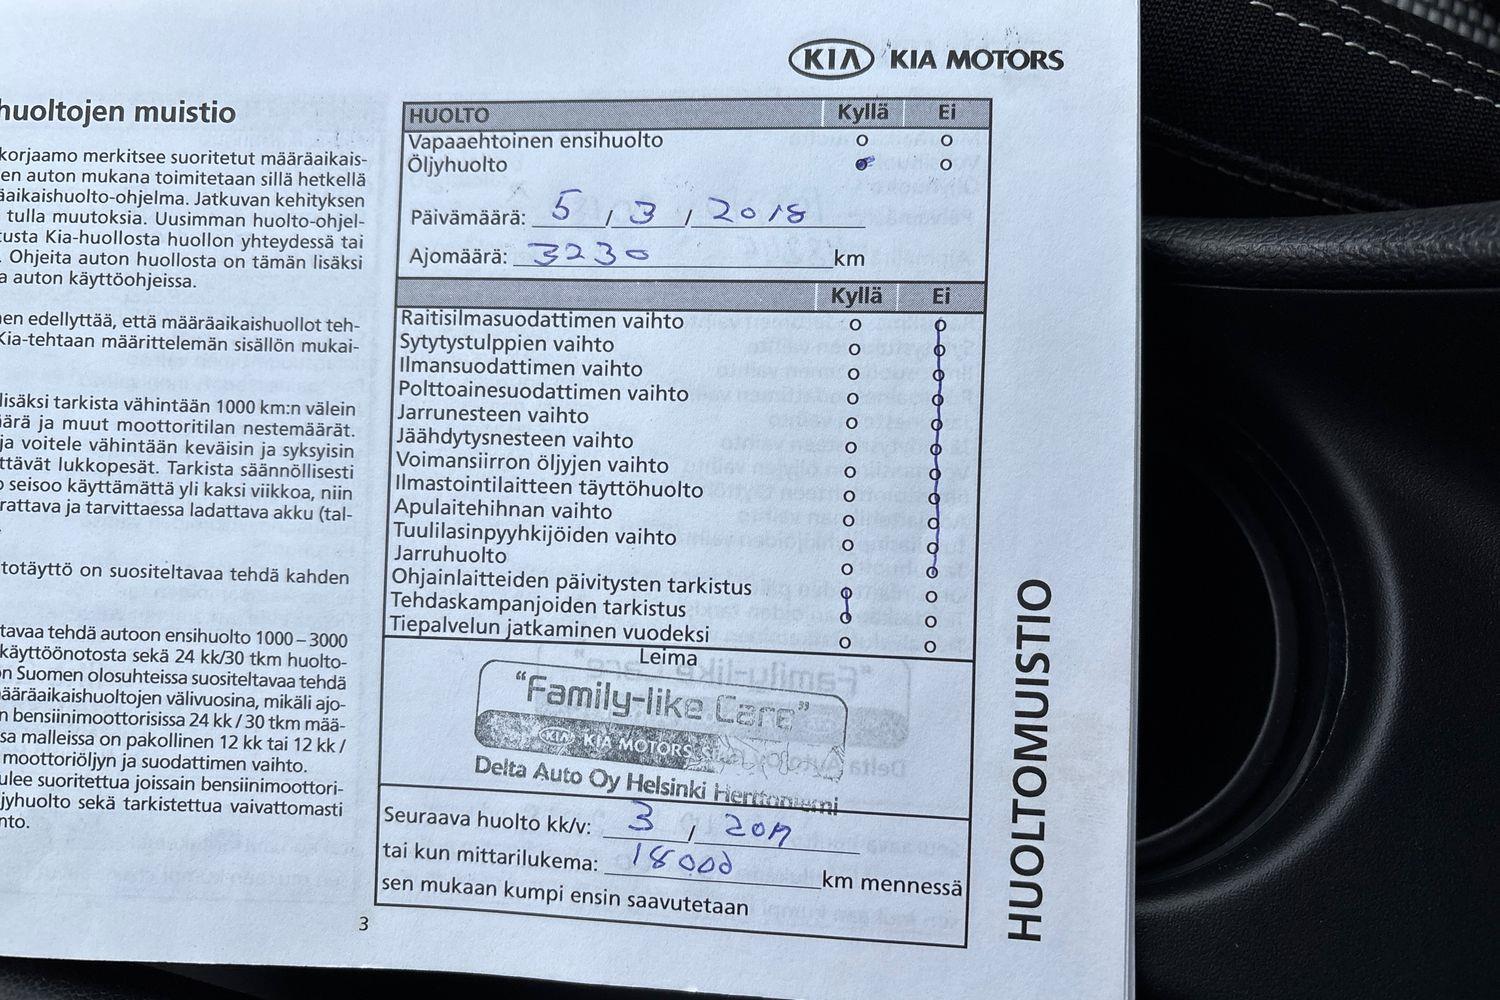 KIA KIA MOTORS
huoltojen muistio
korjaamo merkitsee suoritetut määräaikais-
en auton mukana toimitetaan sillä hetkellä
äaikaishuolto-ohjelma. Jatkuvan kehityksen
tulla muutoksia. Uusimman huolto-ohjel-
tusta Kia-huollosta huollon yhteydessä tai
. Ohjeita auton huollosta on tämän lisäksi
a auton käyttöohjeissa.
nen edellyttää, että määräaikaishuollot teh-
Kia-tehtaan määrittelemän sisällön mukai-
lisäksi tarkista vähintään 1000 km:n välein
ärä ja muut moottoritilan nestemäärät.
ja voitele vähintään keväisin ja syksyisin
ttävät lukkopesät. Tarkista säännöllisesti
o seisoo käyttämättä yli kaksi viikkoa, niin
rattava ja tarvittaessa ladattava akku (tal-
totäyttö on suositeltavaa tehdä kahden
tavaa tehdä autoon ensihuolto 1000–3000
käyttöönotosta sekä 24 kk/30 tkm huolto-
on Suomen olosuhteissa suositeltavaa tehdä
ääräaikaishuoltojen välivuosina, mikäli ajo-
n bensiinimoottorisissa 24 kk / 30 tkm mää-
sa malleissa on pakollinen 12 kk tai 12 kk /
moottoriöljyn ja suodattimen vaihto.
ulee suoritettua joissain bensiinimoottori-
jyhuolto sekä tarkistettua vaivattomasti
nto.
3
HUOLTO Kyllä Ei
Vapaaehtoinen ensihuolto o o
Öljyhuolto o
Päivämäärä: 5 / 3 / 2018
Ajomäärä: 3230 km
Kyllä Ei
Raitisilmasuodattimen vaihto o o
Sytytystulppien vaihto o o
Ilmansuodattimen vaihto o o
Polttoainesuodattimen vaihto o o
Jarrunesteen vaihto o o
Jäähdytysnesteen vaihto o o
Voimansiirron öljyjen vaihto o o
Ilmastointilaitteen täyttöhuolto o o
Apulaitehihnan vaihto o o
Tuulilasinpyyhkijöiden vaihto o o
Jarruhuolto o o
Ohjainlaitteiden päivitysten tarkistus o o
Tehdaskampanjoiden tarkistus o o
Tiepalvelun jatkaminen vuodeksi o o
Leima
"Family-like Care"
KIA KIA MOTORS
Delta Auto Oy Helsinki Herttoniemi
Seuraava huolto kk/v: 3 / 2019
tai kun mittarilukema: 18000 km mennessä
sen mukaan kumpi ensin saavutetaan
HUOLTOMUISTIO